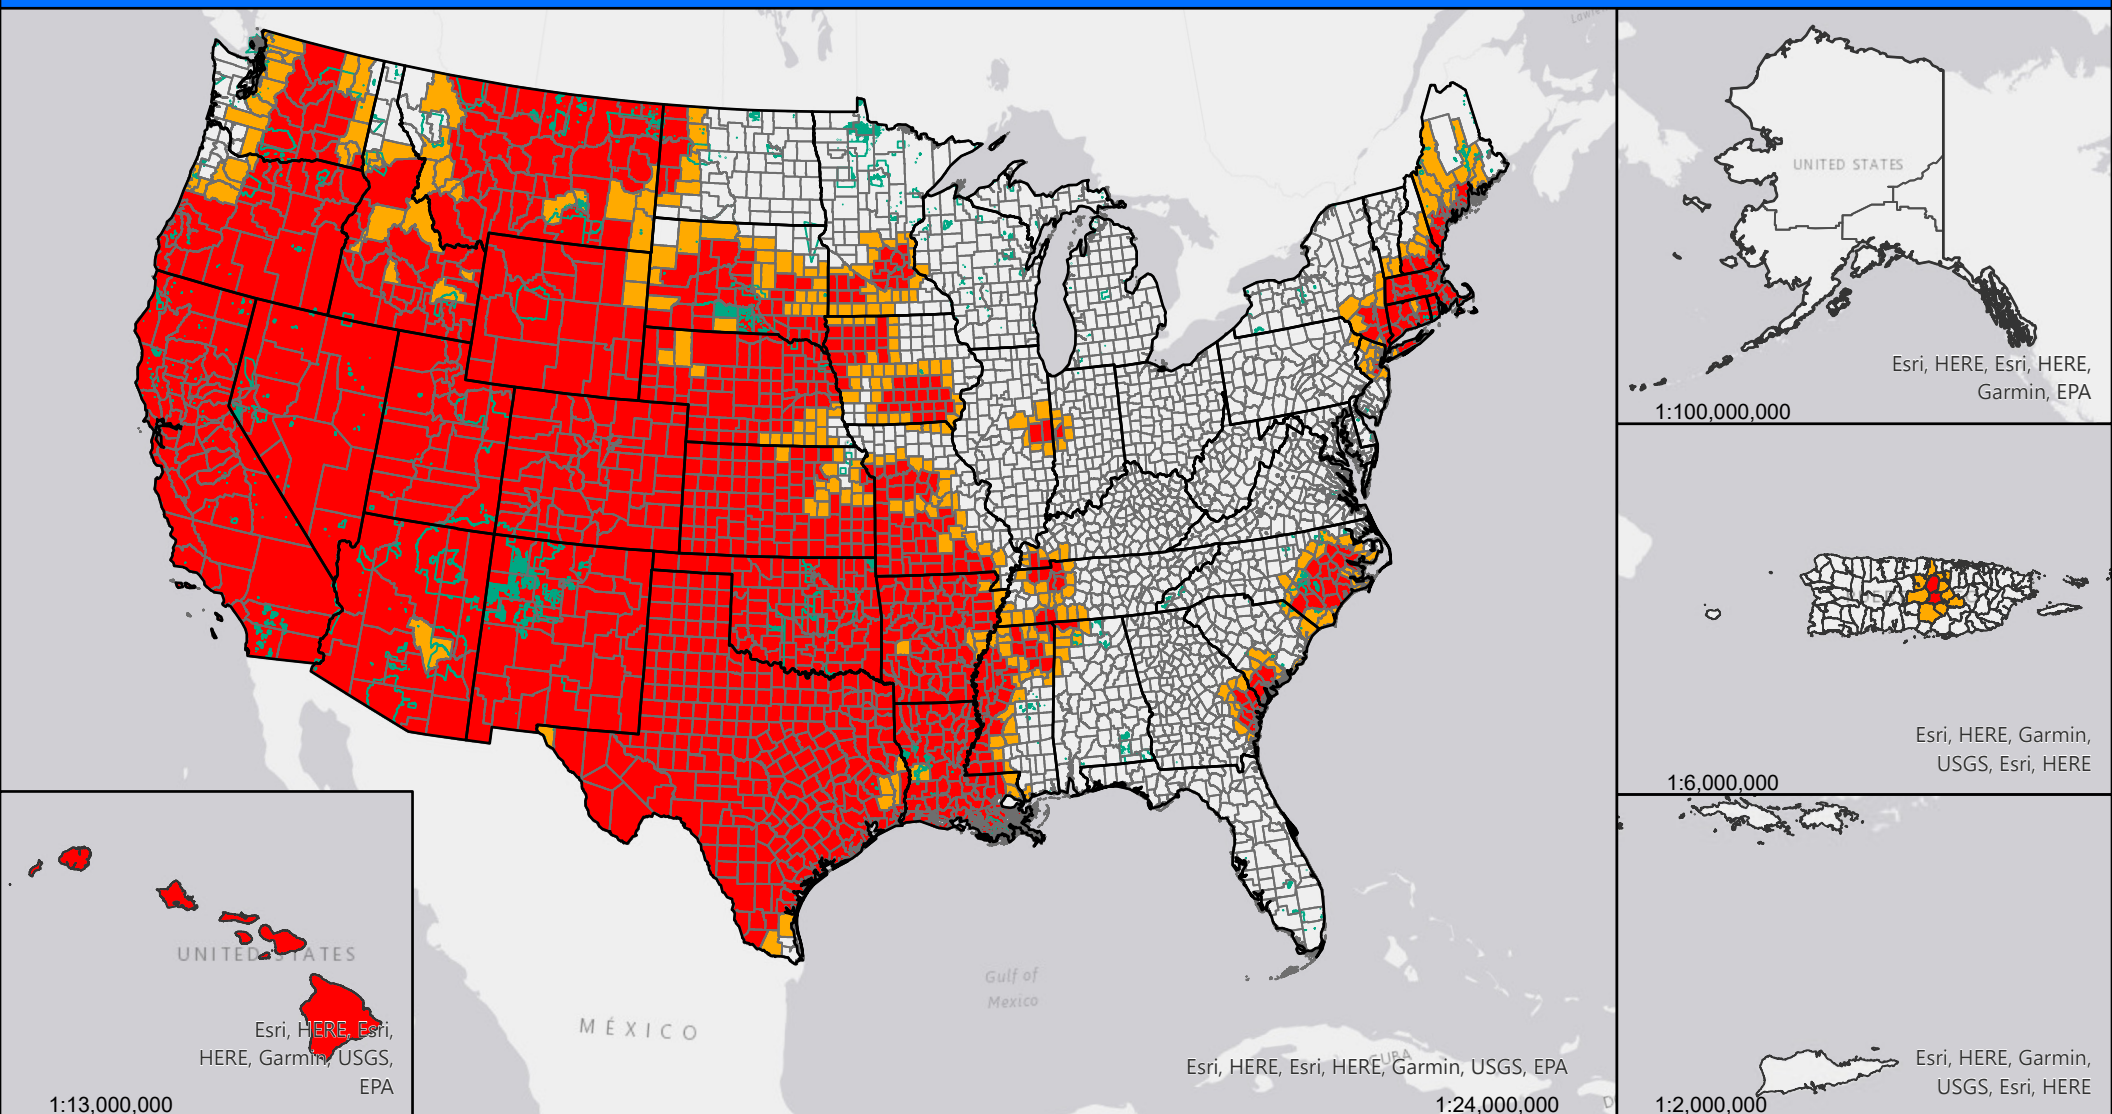 UNITED STATES
Esri, HERE, Esri, HERE,
Garmin, EPA
1:100,000,000
Esri, HERE, Garmin,
USGS, Esri, HERE
1:6,000,000
UNITED STATES
Esri, HERE, Esri,
HERE, Garmin, USGS,
EPA
1:13,000,000
Gulf of
Mexico
MÉXICO
CUBA
Esri, HERE, Esri, HERE, Garmin, USGS, EPA
1:24,000,000
Esri, HERE, Garmin,
USGS, Esri, HERE
1:2,000,000